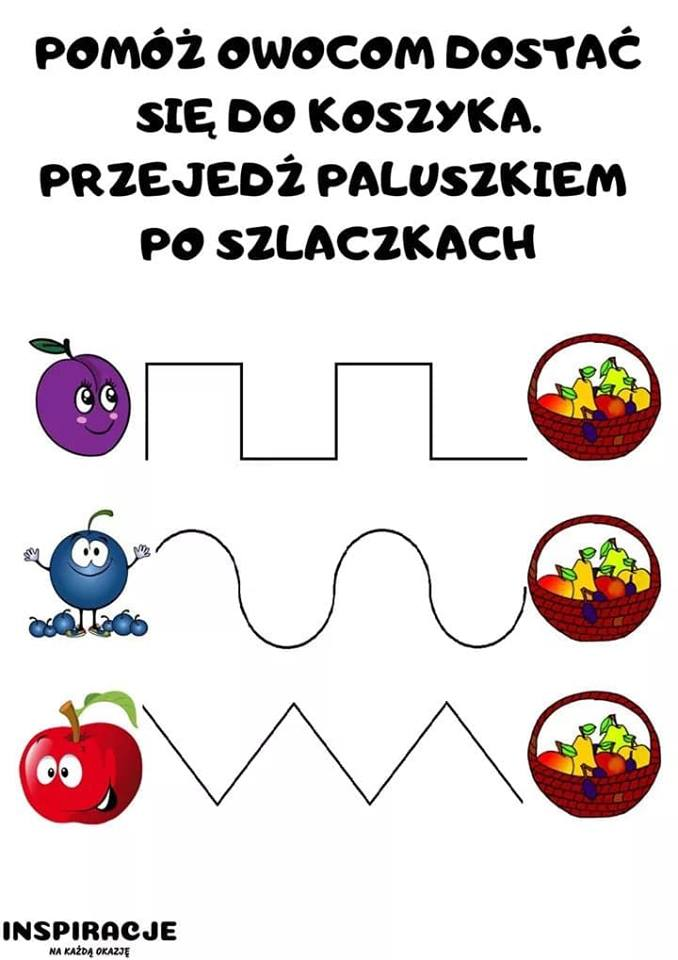 POMÓŻ OWOCOM DOSTAĆ
SIĘ DO KOSZYKA.
PRZEJEDŹ PALUSZKIEM
PO SZLACZKACH
INSPIRACJE
NA KAŻDĄ OKAZJĘ